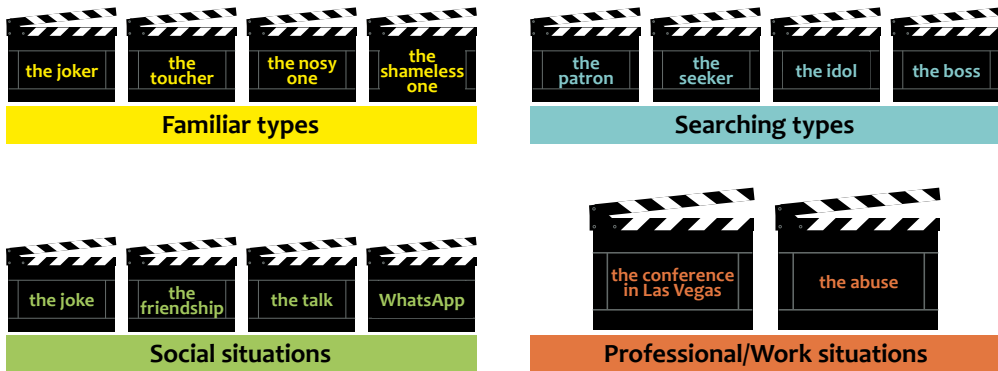 the joker
the
toucher
the nosy
one
the
shameless
one
Familiar types
the
patron
the
seeker
the idol
the boss
Searching types
the joke
the
friendship
the talk
WhatsApp
Social situations
the conference
in Las Vegas
the abuse
Professional/Work situations